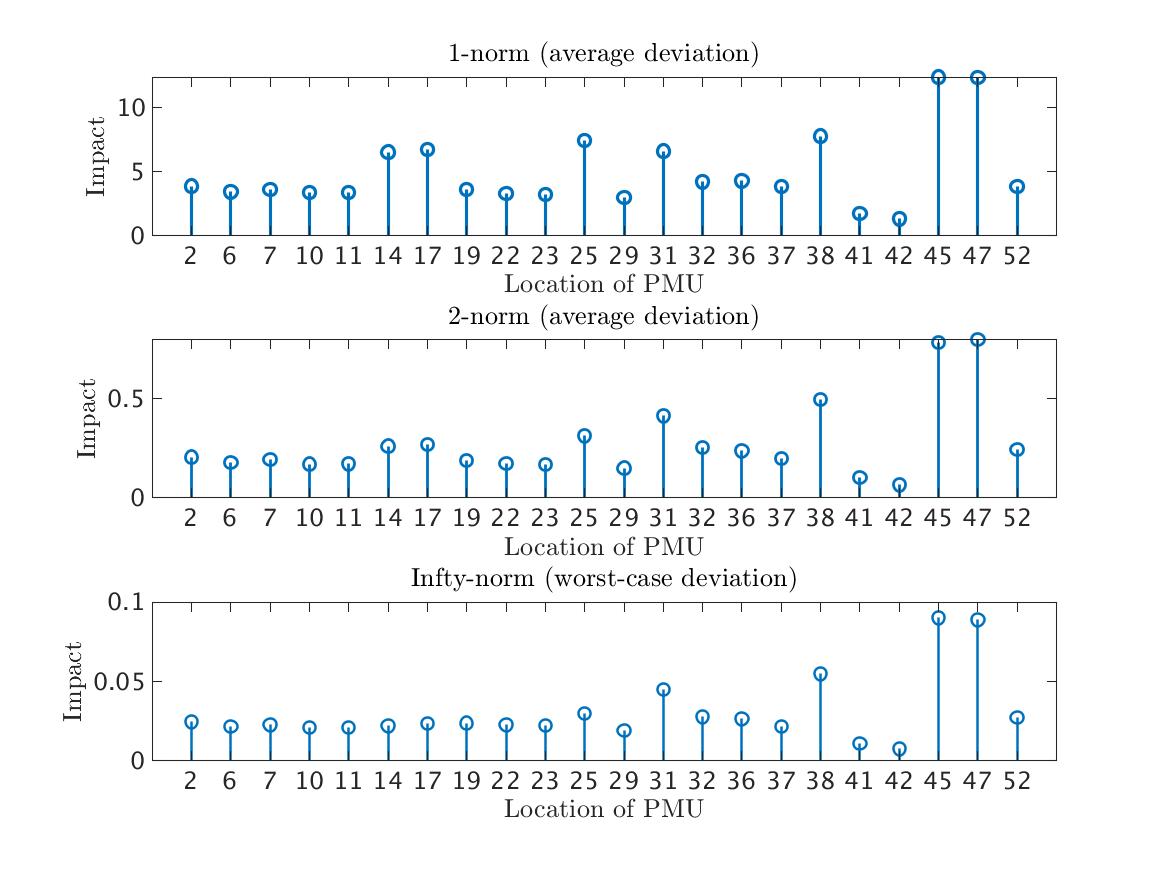 1-norm (average deviation)
10
5
0
Impact
2 6 7 10 11 14 17 19 22 23 25 29 31 32 36 37 38 41 42 45 47 52
Location of PMU
2-norm (average deviation)
0.5
0
Impact
2 6 7 10 11 14 17 19 22 23 25 29 31 32 36 37 38 41 42 45 47 52
Location of PMU
Infty-norm (worst-case deviation)
0.1
0.05
0
Impact
2 6 7 10 11 14 17 19 22 23 25 29 31 32 36 37 38 41 42 45 47 52
Location of PMU